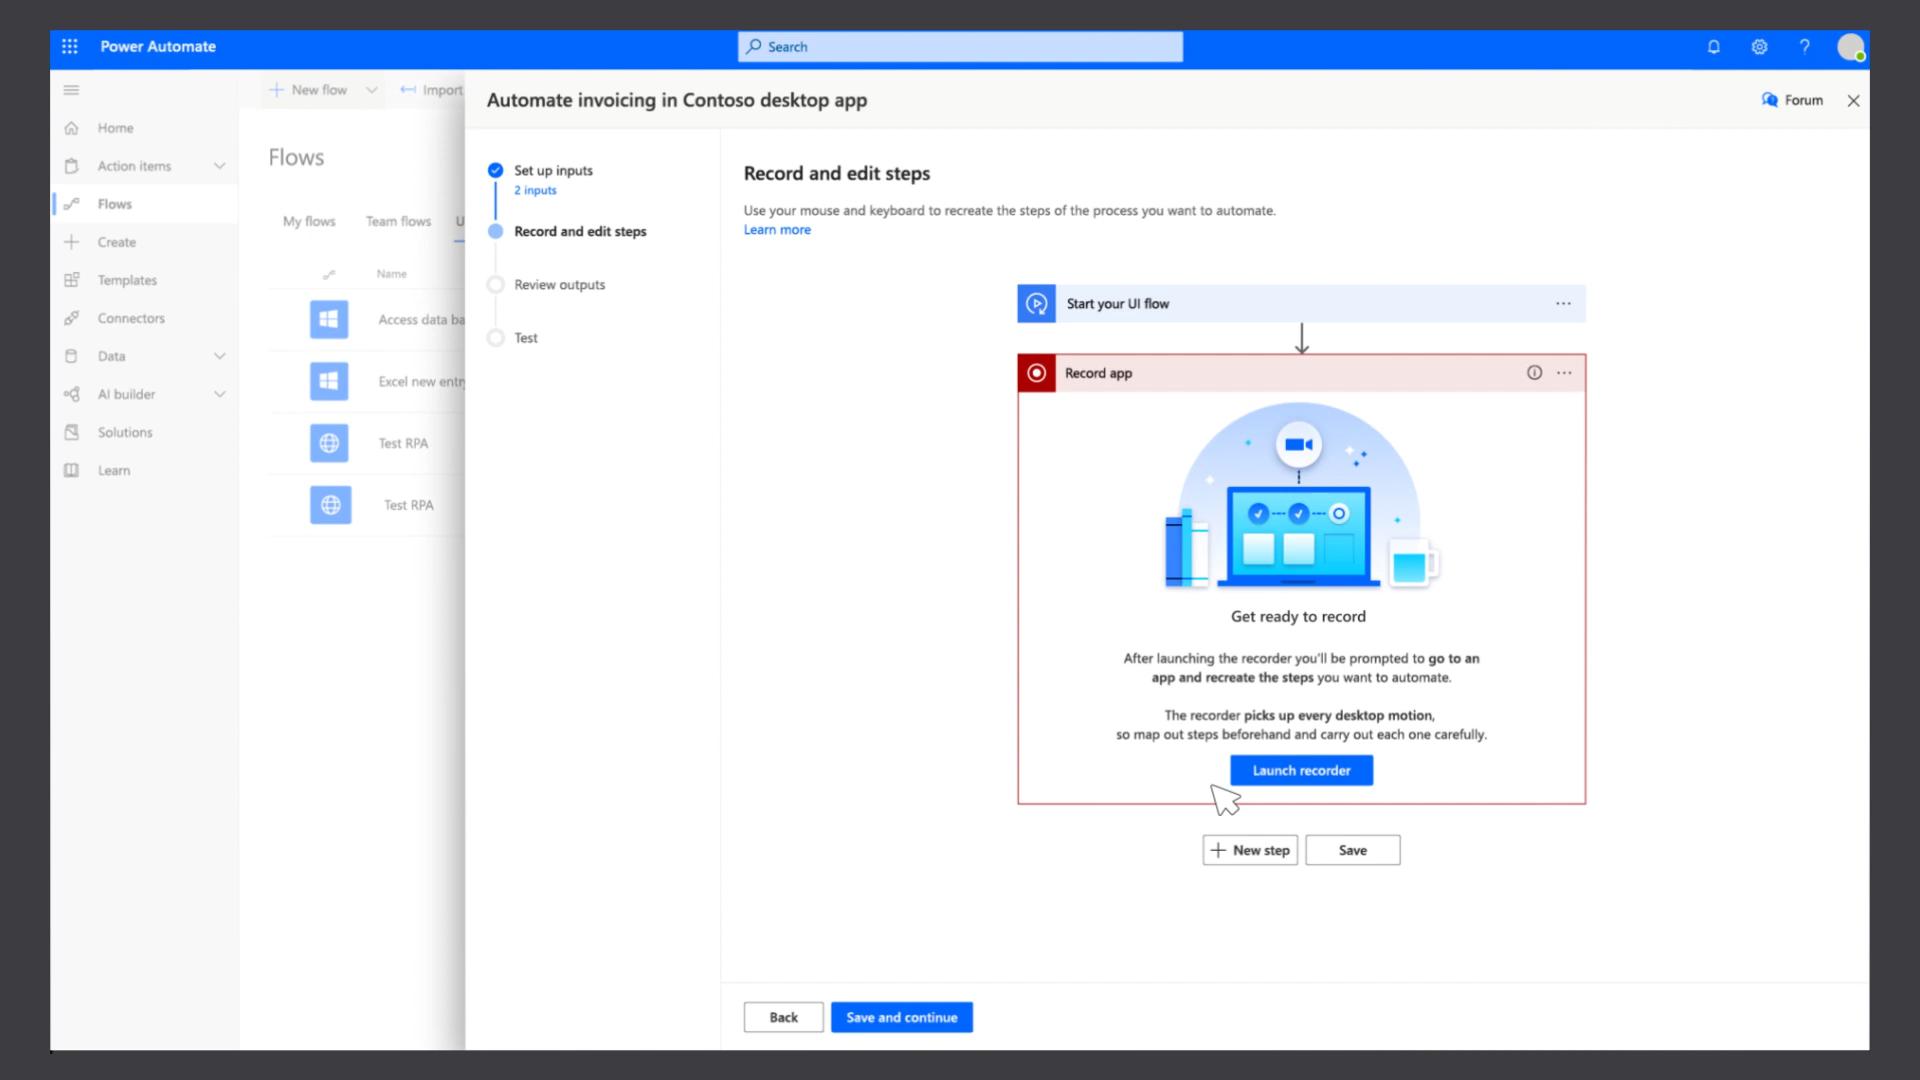 Power Automate
Search
New flow
Import
Automate invoicing in Contoso desktop app
Forum
Home
Action items
Flows
Create
Templates
Connectors
Data
AI builder
Solutions
Learn
Flows
My flows
Team flows
U
Name
Access data ba
Excel new entry
Test RPA
Test RPA
Set up inputs
2 inputs
Record and edit steps
Review outputs
Test
Record and edit steps
Use your mouse and keyboard to recreate the steps of the process you want to automate.
Learn more
Start your UI flow
Record app
Get ready to record
After launching the recorder you'll be prompted to go to an
app and recreate the steps you want to automate.
The recorder picks up every desktop motion,
so map out steps beforehand and carry out each one carefully.
Launch recorder
New step
Save
Back
Save and continue